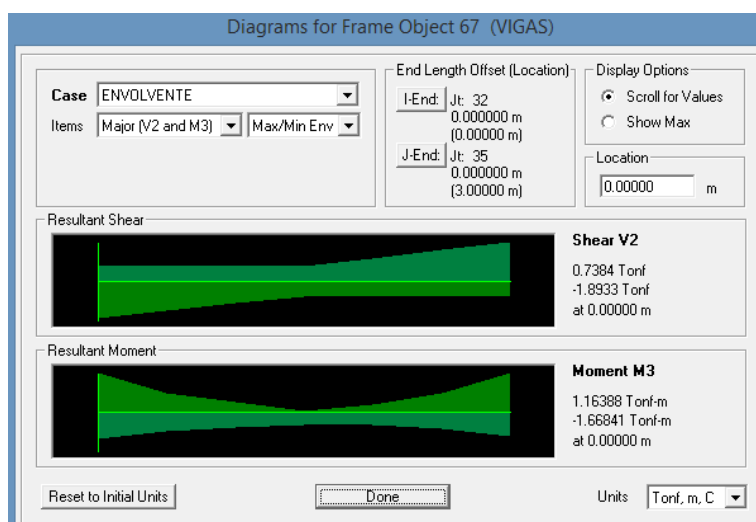 Diagrams for Frame Object 67 (VIGAS)
Case ENVOLVENTE
Items Major (V2 and M3) Max/Min Env
End Length Offset (Location)
I-End: Jt: 32
0.000000 m
(0.00000 m)
J-End: Jt: 35
0.000000 m
(3.00000 m)
Display Options
Scroll for Values
Show Max
Location
0.00000 m
Resultant Shear
Shear V2
0.7384 Tonf
-1.8933 Tonf
at 0.00000 m
Resultant Moment
Moment M3
1.16388 Tonf-m
-1.66841 Tonf-m
at 0.00000 m
Reset to Initial Units
Done
Units Tonf, m, C